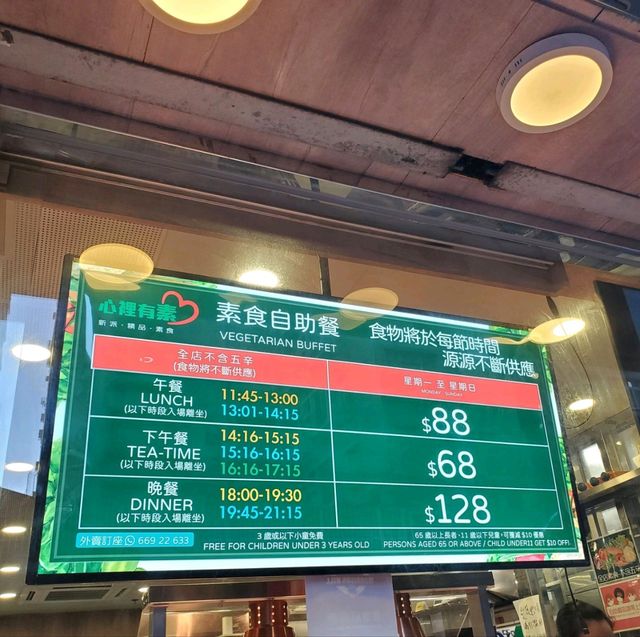 心裡有素
新派·精品·素食
素食自助餐
VEGETARIAN BUFFET
食物將於每節時間
源源不斷供應
全店不含五辛
(食物將不斷供應)
星期一 至 星期日
MONDAY - SUNDAY
午餐
LUNCH
(以下時段入場離坐)
11:45-13:00
13:01-14:15
$88
下午餐
TEA-TIME
(以下時段入場離坐)
14:16-15:15
15:16-16:15
16:16-17:15
$68
晚餐
DINNER
(以下時段入場離坐)
18:00-19:30
19:45-21:15
$128
外賣訂座 669 22 633
3 歲或以下小童免費
FREE FOR CHILDREN UNDER 3 YEARS OLD
65 歲以上長者·11 歲以下兒童·可獲減 $10 優惠
PERSONS AGED 65 OR ABOVE / CHILD UNDER11 GET $10 OFF.